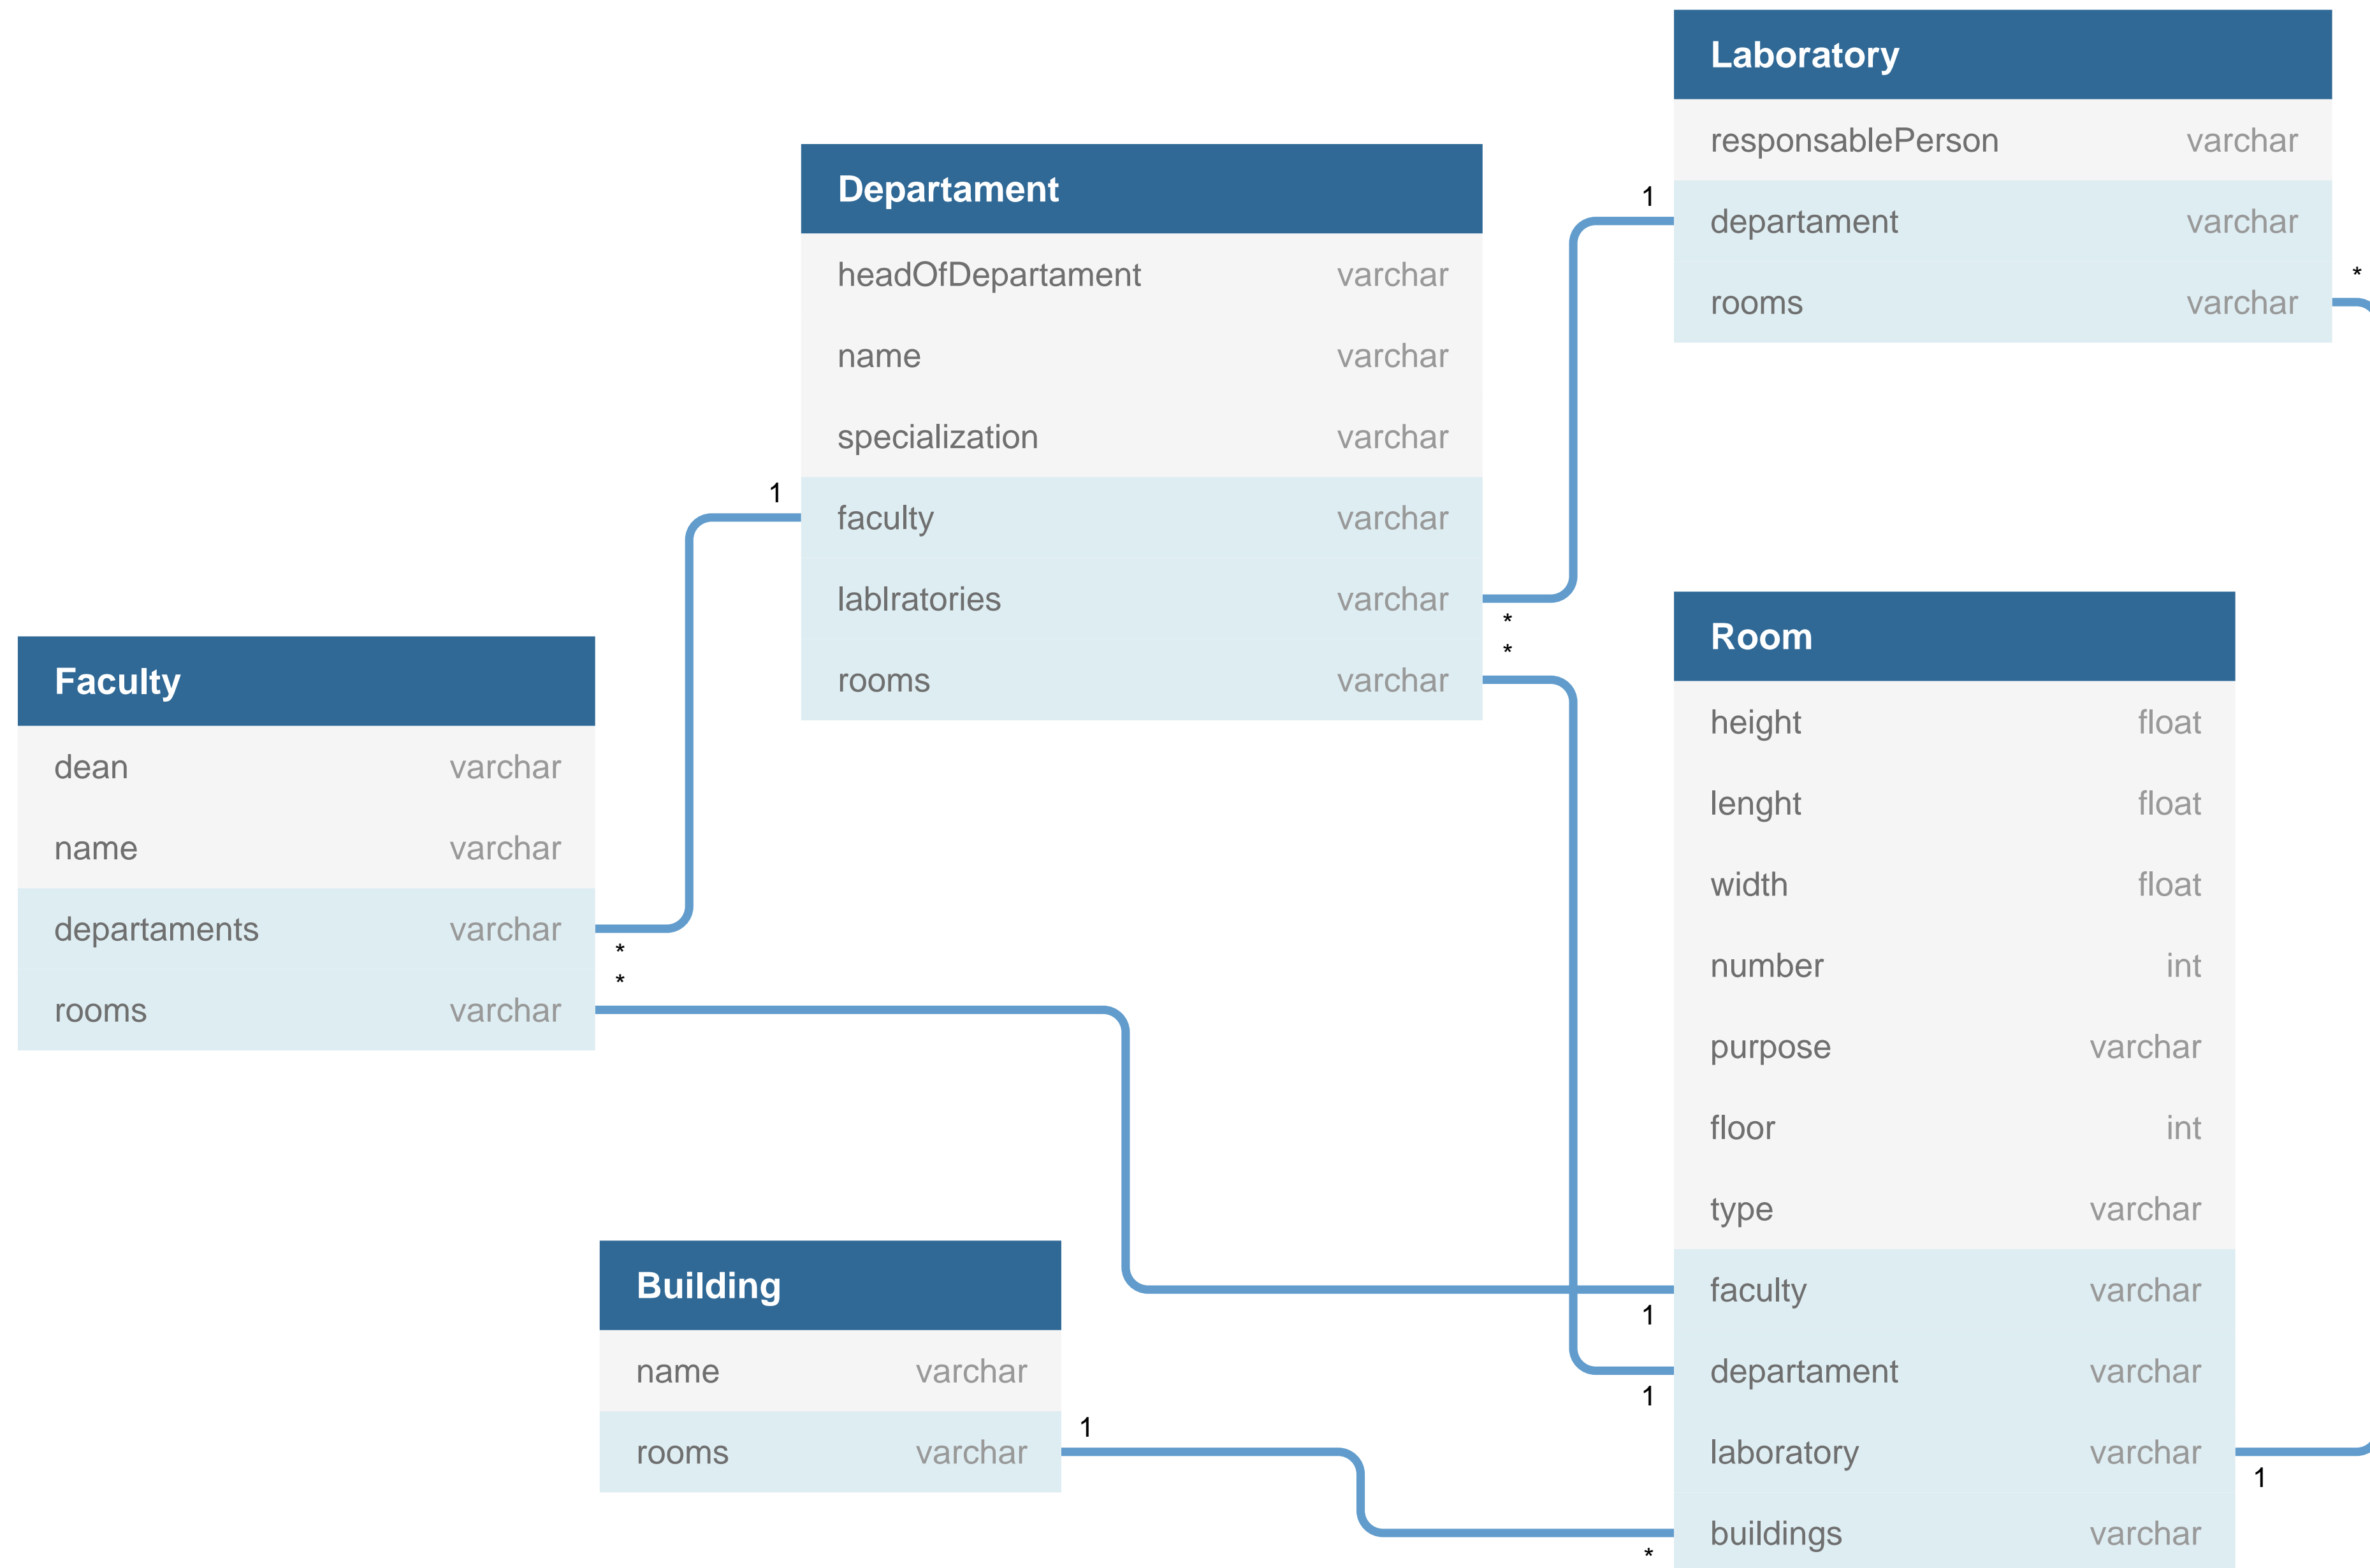 Laboratory
responsablePerson varchar
departament varchar
rooms varchar
1
*
Departament
headOfDepartament varchar
name varchar
specialization varchar
faculty varchar
lablratories varchar
rooms varchar
1
*
*
Faculty
dean varchar
name varchar
departaments varchar
rooms varchar
*
*
Room
height float
lenght float
width float
number int
purpose varchar
floor int
type varchar
faculty varchar
departament varchar
laboratory varchar
buildings varchar
1
1
1
*
Building
name varchar
rooms varchar
1